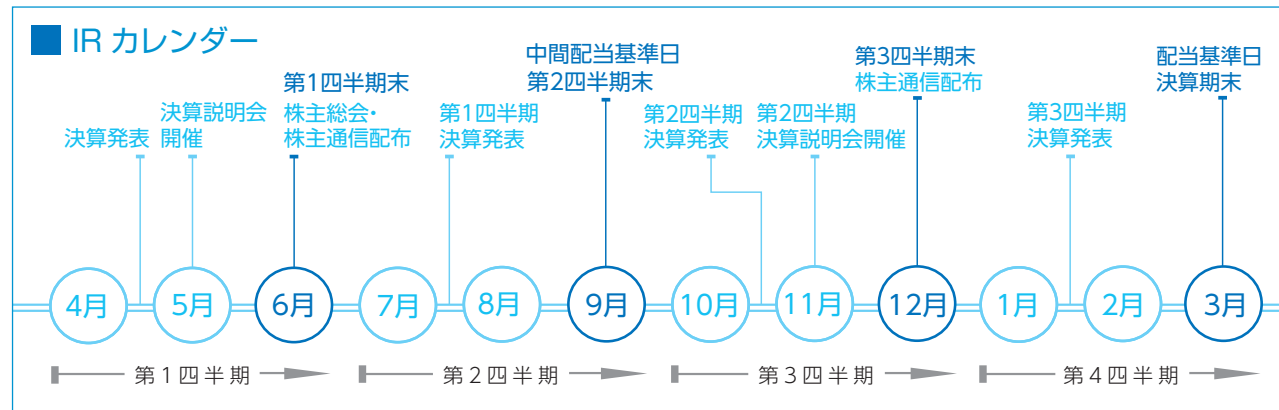 IR カレンダー
決算発表
決算説明会
開催
第1四半期末
株主総会・
株主通信配布
第1四半期
決算発表
中間配当基準日
第2四半期末
第2四半期
決算発表
第2四半期
決算説明会開催
第3四半期末
株主通信配布
第3四半期
決算発表
配当基準日
決算期末
4月
5月
6月
7月
8月
9月
10月
11月
12月
1月
2月
3月
第1四半期
第2四半期
第3四半期
第4四半期